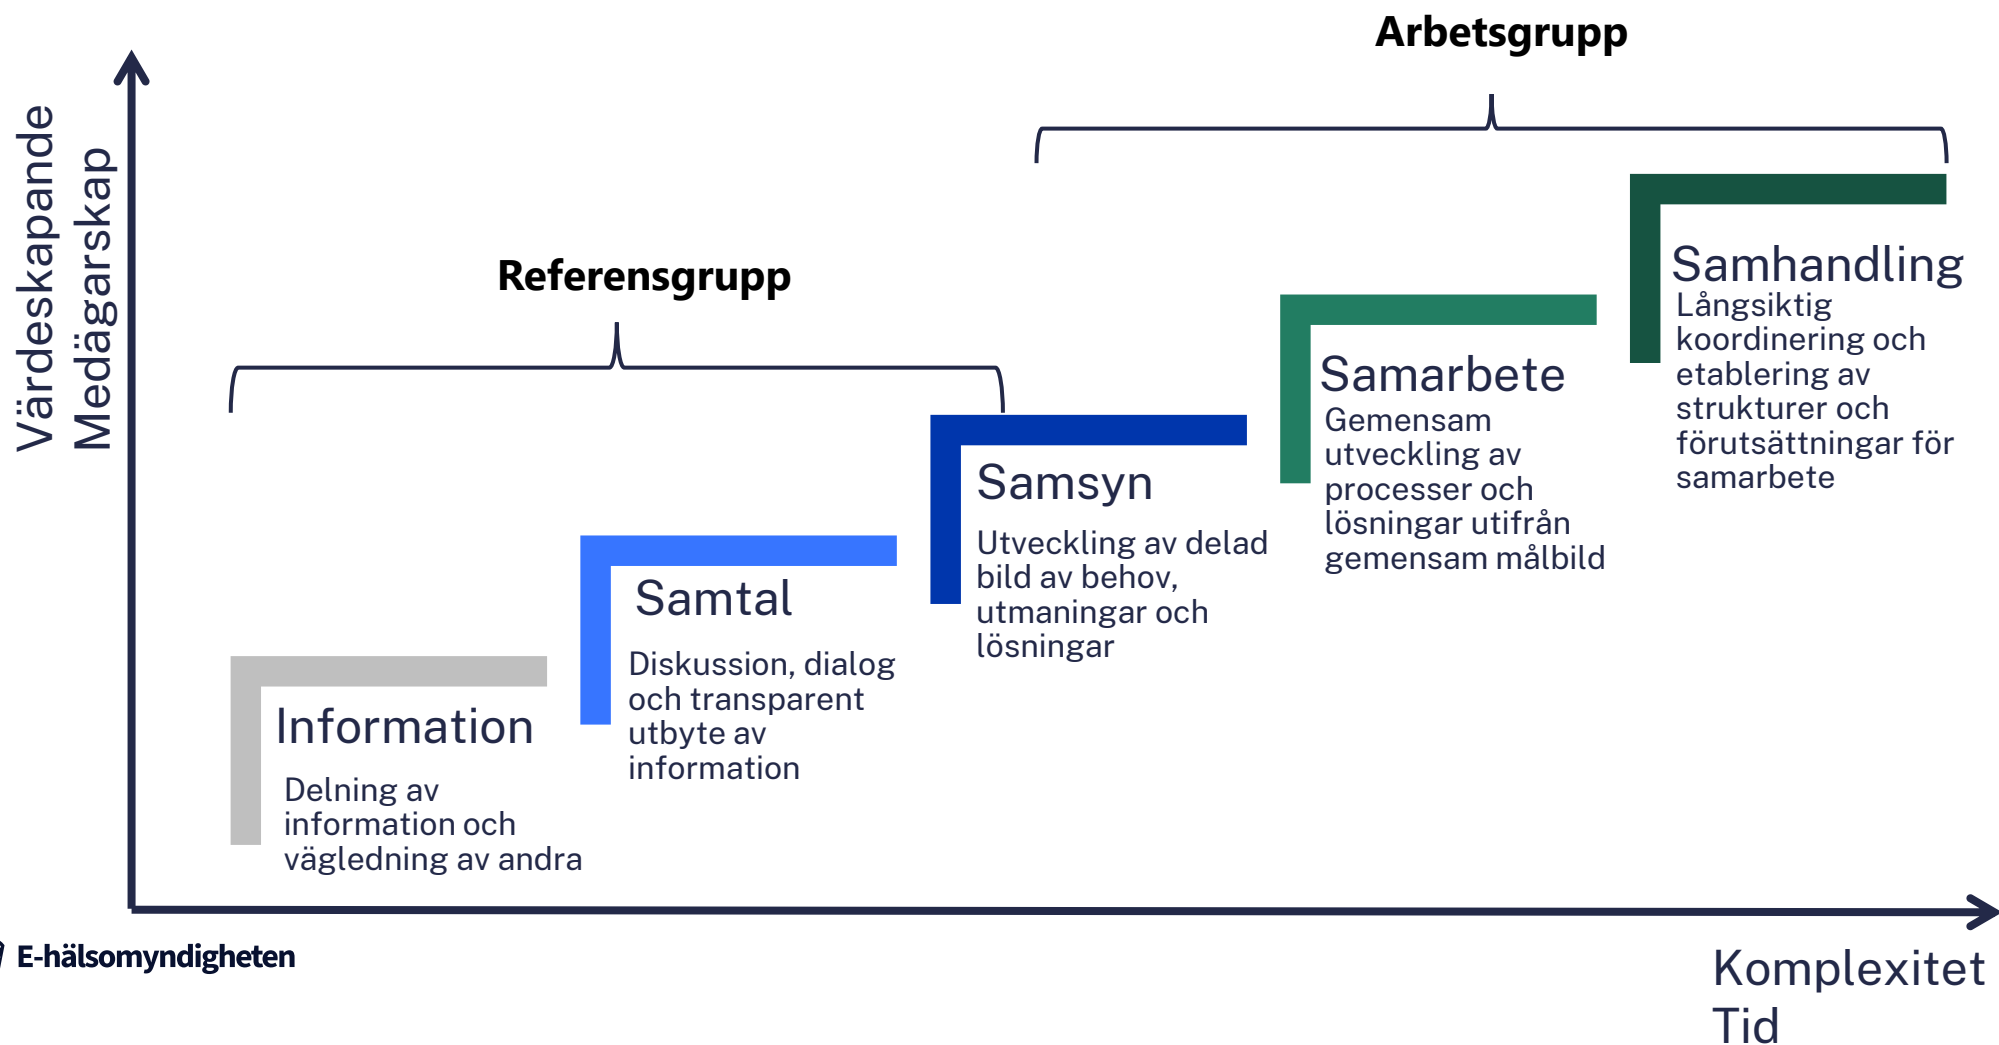 Arbetsgrupp
Värdeskapande
Medägarskap
Referensgrupp
Samhandling
Långsiktig
koordinering och
etablering av
strukturer och
förutsättningar för
samarbete
Samarbete
Gemensam
utveckling av
processer och
lösningar utifrån
gemensam målbild
Samsyn
Utveckling av delad
bild av behov,
utmaningar och
lösningar
Samtal
Diskussion, dialog
och transparent
utbyte av
information
Information
Delning av
information och
vägledning av andra
E-hälsomyndigheten
Komplexitet
Tid